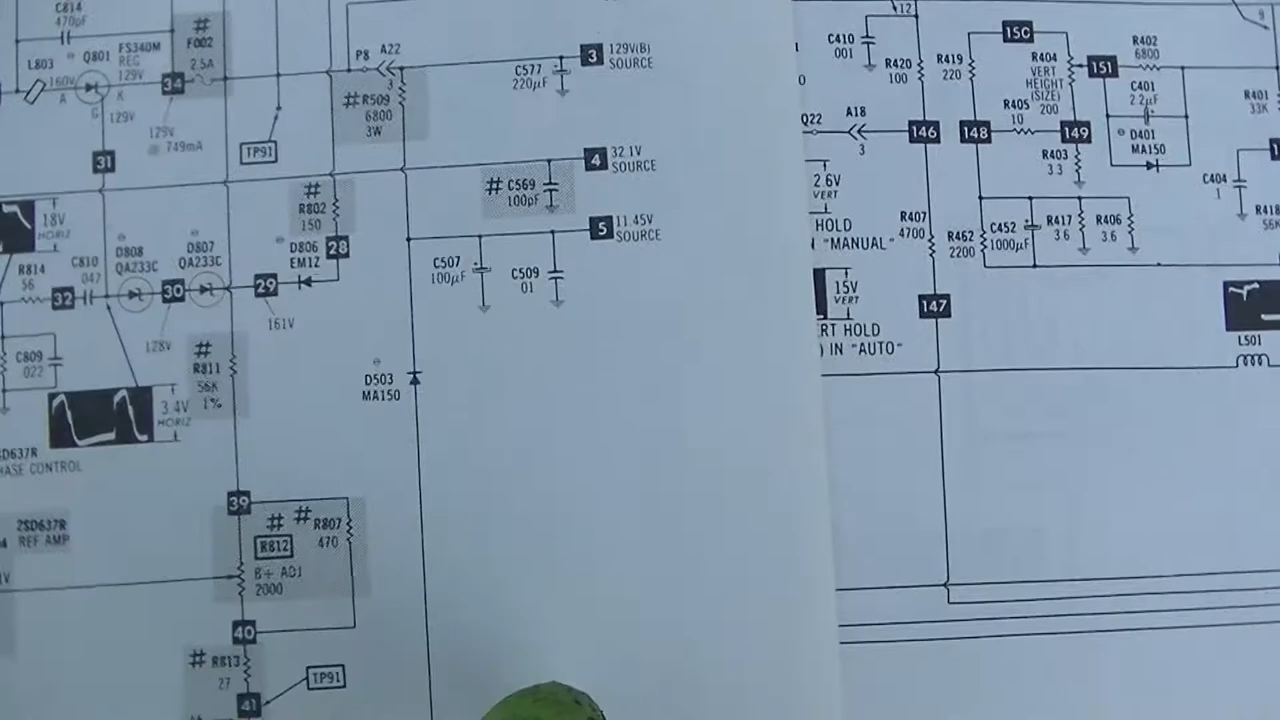 C814
470pF
L803
Q801
FS340M
REG
129V
160V
A
K
G
129V
#
F002
2.5A
34
129V
@ 749mA
TP91
31
P8
A22
3
# R509
6800
3W
C577
220µF
3
129V(B)
SOURCE
4
32.1V
SOURCE
# C569
100pF
5
11.45V
SOURCE
C507
100µF
C509
01
18V
HORIZ
#
R802
150
28
D806
EM1Z
D808
QA233C
D807
QA233C
R814
56
C810
.047
32
30
29
128V
161V
C809
.022
#
R811
56K
1%
3.4V
HORIZ
D503
MA150
SD637R
HASE CONTROL
39
# #
R807
470
R812
B+ ADJ
2000
2SD637R
REF AMP
40
# R813
27
TP91
41
12
C410
001
R420
100
R419
220
15C
R404
VERT
HEIGHT
(SIZE)
200
151
R402
6800
C401
2.2µF
R401
33K
D401
MA150
Q22
A18
3
146
148
R405
10
149
R403
3.3
C404
1
R418
56K
2.6V
VERT
HOLD
"MANUAL"
R407
4700
R462
2200
C452
1000µF
R417
3.6
R406
3.6
15V
VERT
147
ERT HOLD
) IN "AUTO"
L501